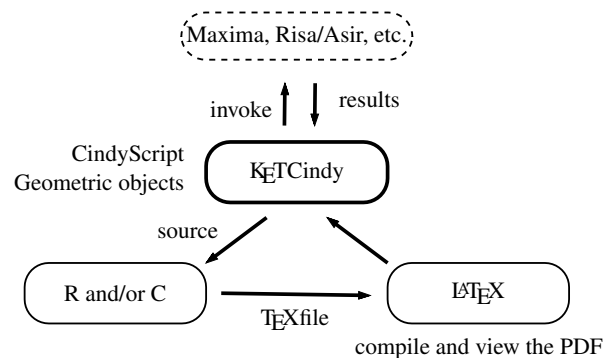 Maxima, Risa/Asir, etc.
invoke
results
CindyScript
Geometric objects
KETCindy
source
R and/or C
TEXfile
LATEX
compile and view the PDF